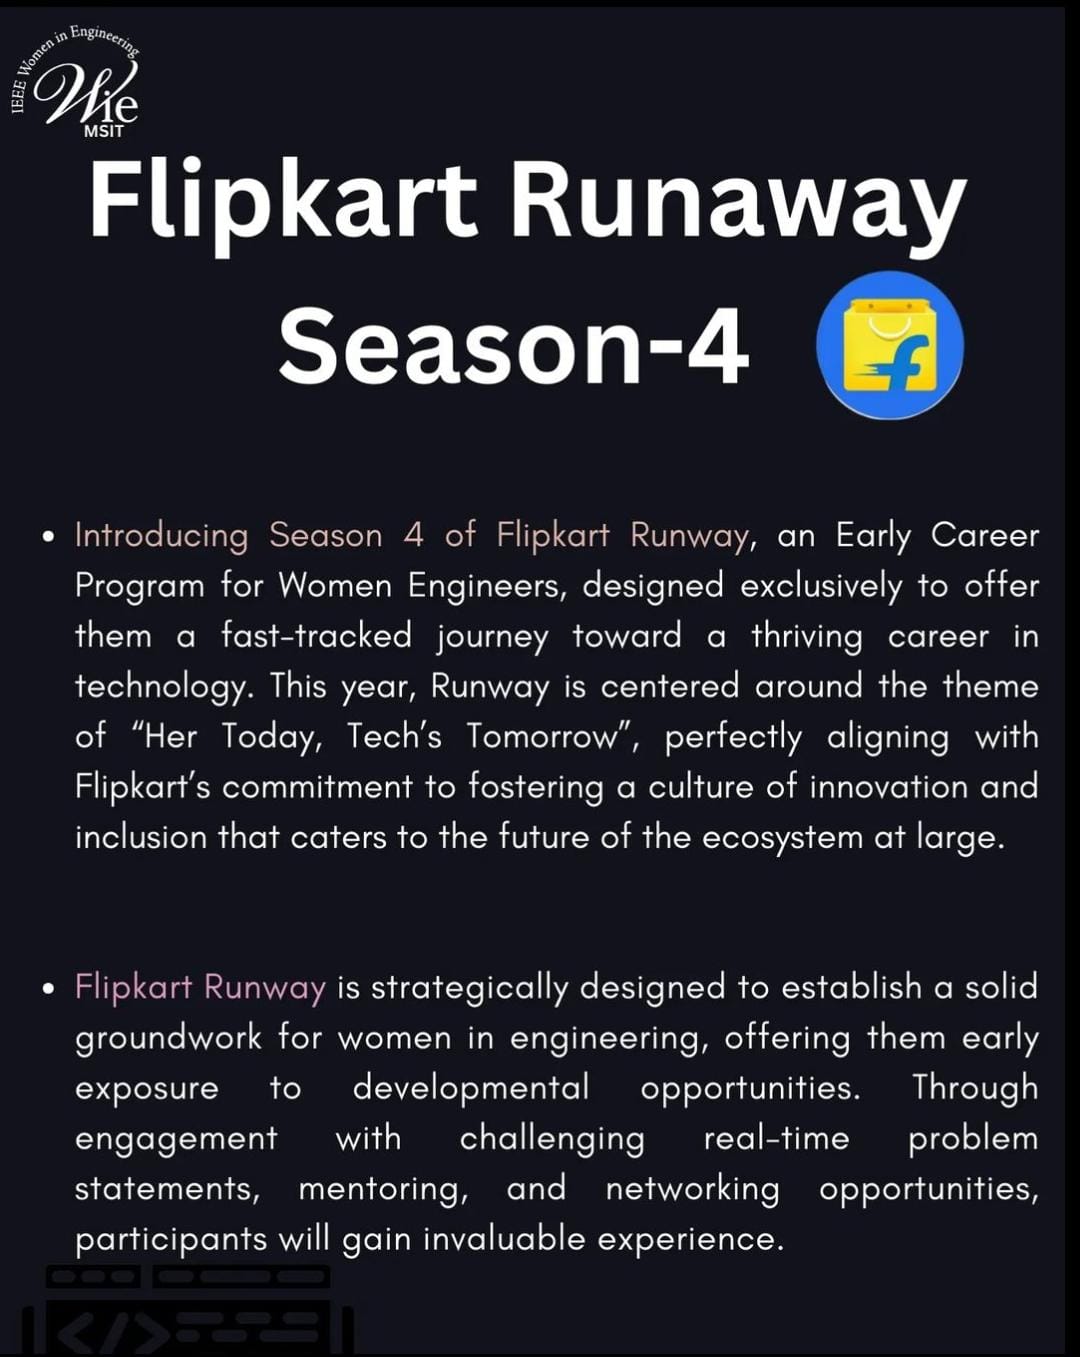 IEEE Women in Engineering
Wie
MSIT
Flipkart Runaway
Season-4
f
• Introducing Season 4 of Flipkart Runway, an Early Career
Program for Women Engineers, designed exclusively to offer
them a fast-tracked journey toward a thriving career in
technology. This year, Runway is centered around the theme
of “Her Today, Tech’s Tomorrow”, perfectly aligning with
Flipkart’s commitment to fostering a culture of innovation and
inclusion that caters to the future of the ecosystem at large.
• Flipkart Runway is strategically designed to establish a solid
groundwork for women in engineering, offering them early
exposure to developmental opportunities. Through
engagement with challenging real-time problem
statements, mentoring, and networking opportunities,
participants will gain invaluable experience.
</>